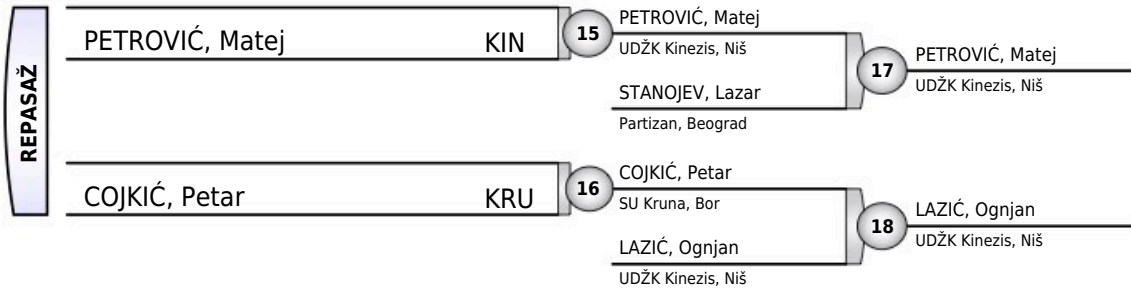 REPASAŽ
PETROVIĆ, Matej KIN
15
PETROVIĆ, Matej
UDŽK Kinezis, Niš
STANOJEV, Lazar
Partizan, Beograd
17
PETROVIĆ, Matej
UDŽK Kinezis, Niš
COJKIĆ, Petar KRU
16
COJKIĆ, Petar
SU Kruna, Bor
LAZIĆ, Ognjan
UDŽK Kinezis, Niš
18
LAZIĆ, Ognjan
UDŽK Kinezis, Niš